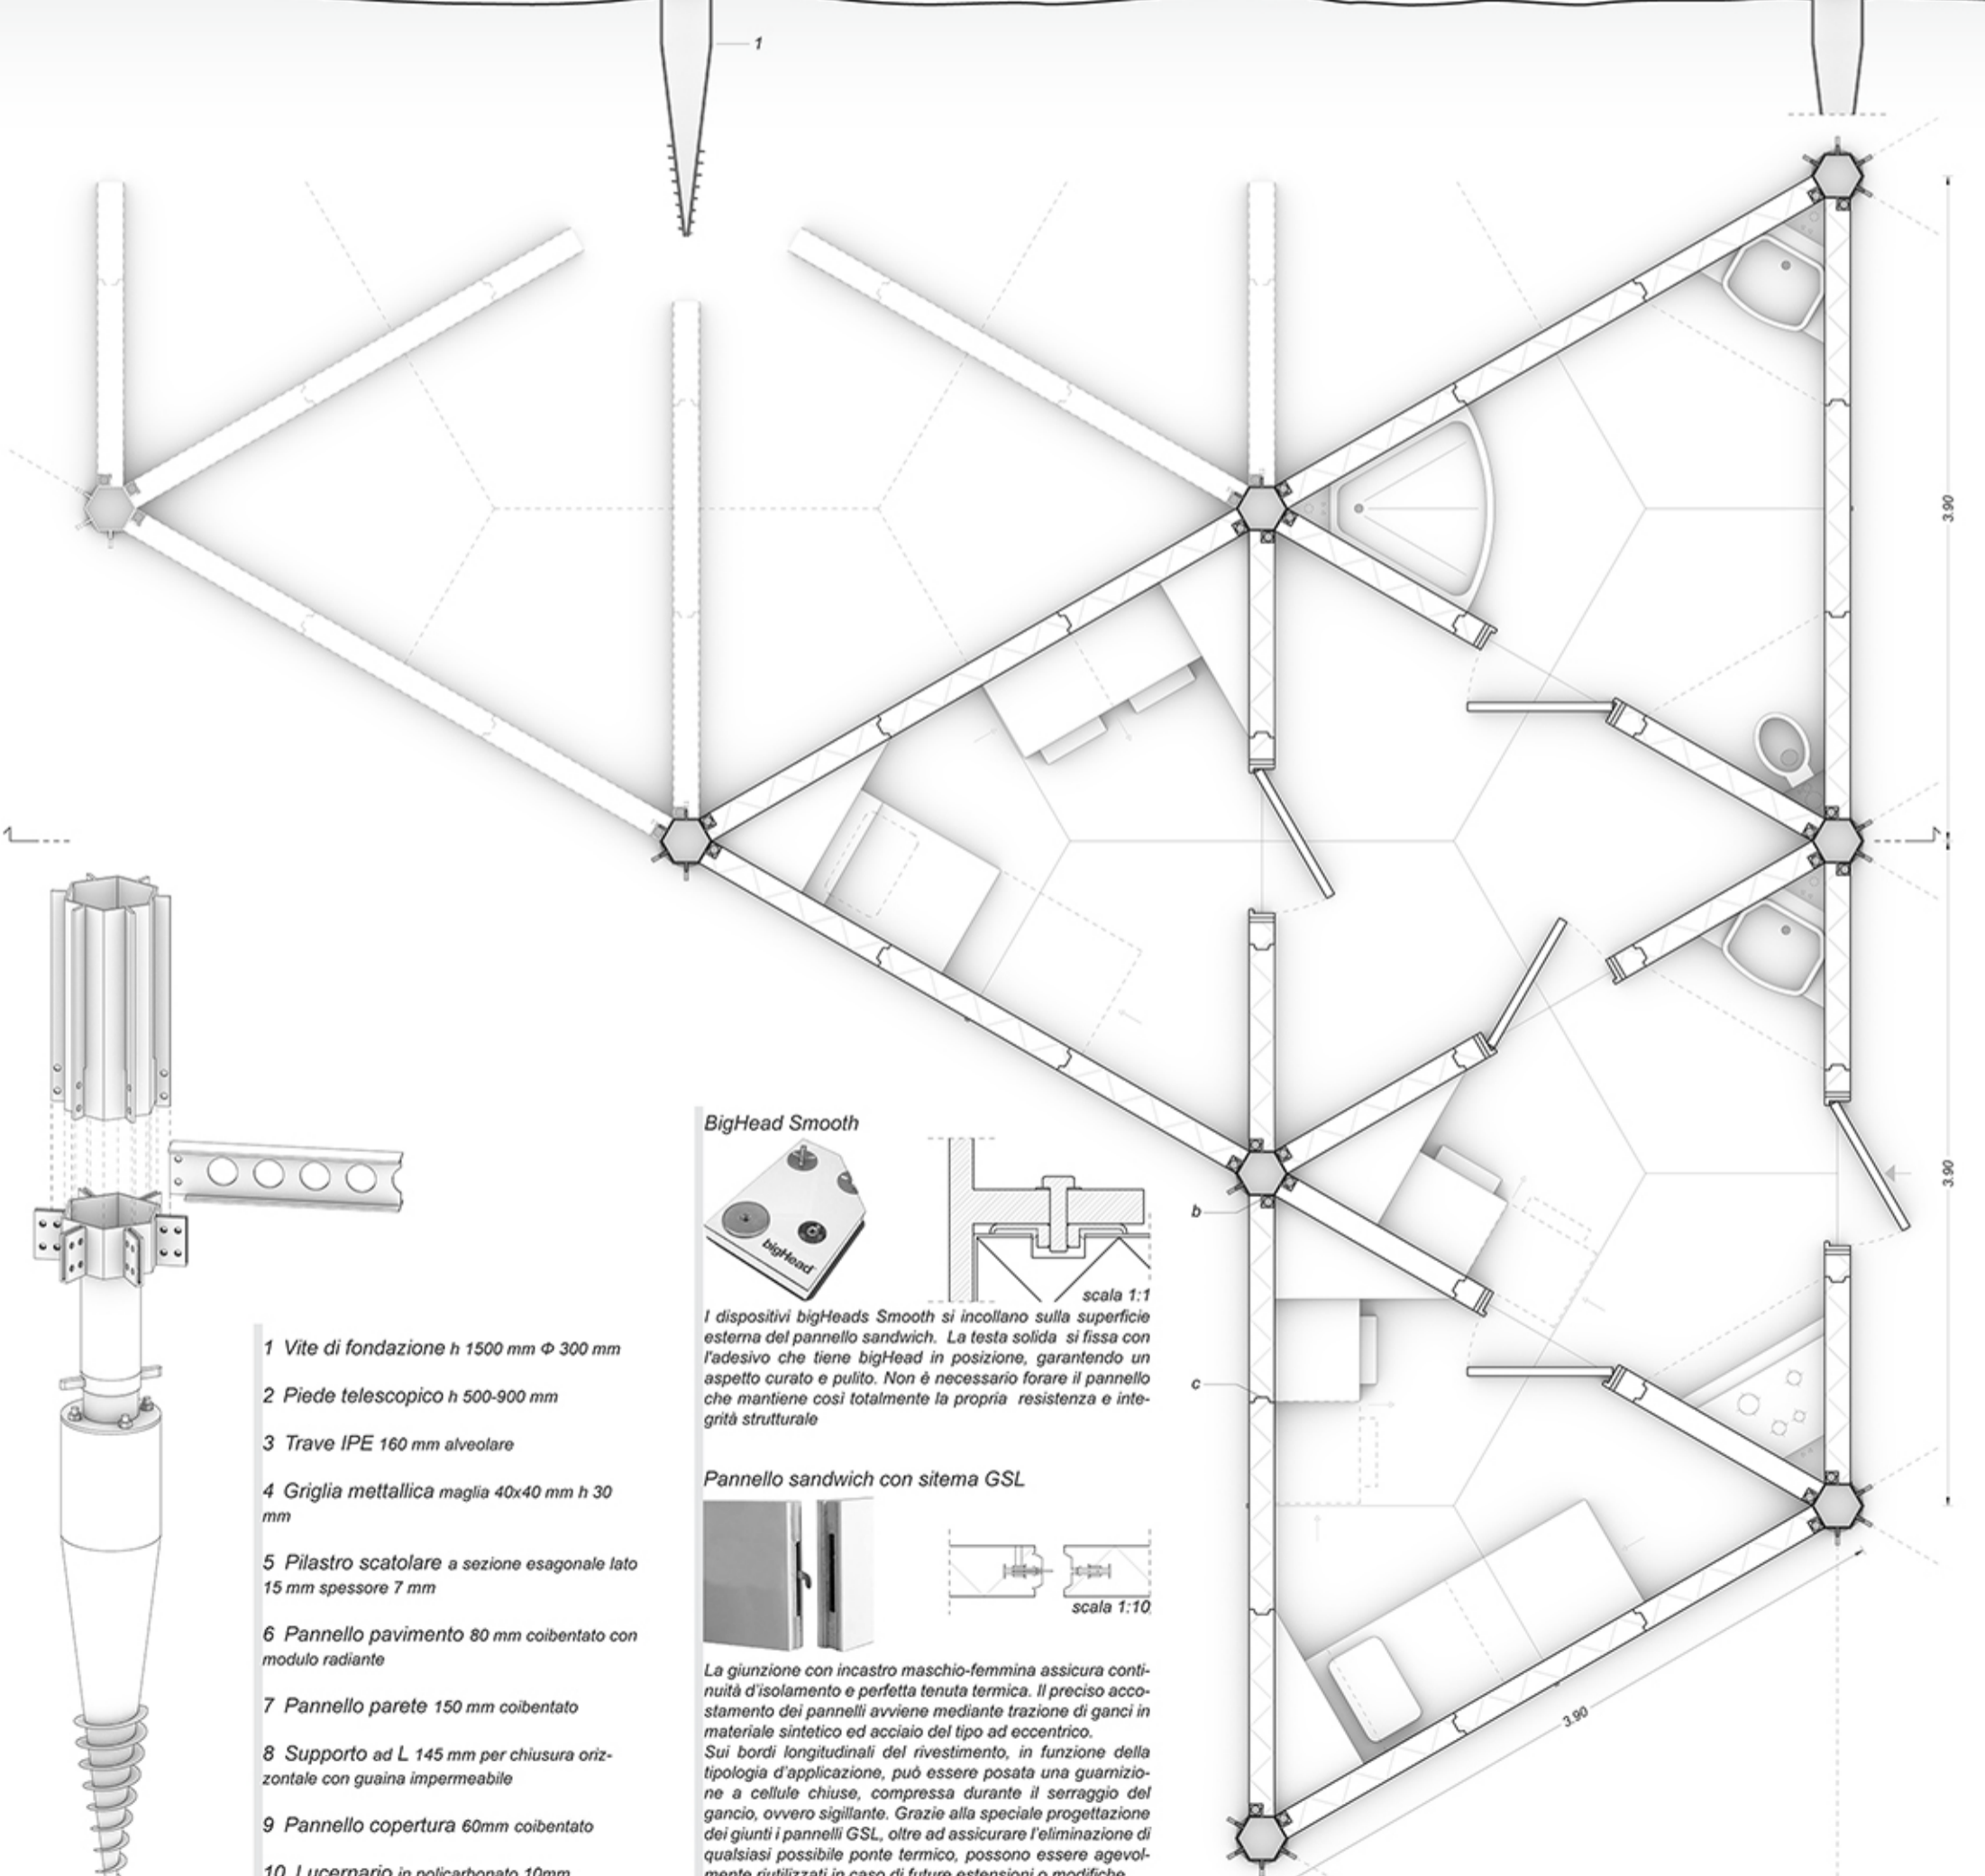 1
3.90
1
1
BigHead Smooth
bigHead
scala 1:1
I dispositivi bigHeads Smooth si incollano sulla superficie
esterna del pannello sandwich. La testa solida si fissa con
l'adesivo che tiene bigHead in posizione, garantendo un
aspetto curato e pulito. Non è necessario forare il pannello
che mantiene così totalmente la propria resistenza e inte-
grità strutturale
Pannello sandwich con sitema GSL
scala 1:10
La giunzione con incastro maschio-femmina assicura conti-
nuità d'isolamento e perfetta tenuta termica. Il preciso acco-
stamento dei pannelli avviene mediante trazione di ganci in
materiale sintetico ed acciaio del tipo ad eccentrico.
Sui bordi longitudinali del rivestimento, in funzione della
tipologia d'applicazione, può essere posata una guarnizio-
ne a cellule chiuse, compressa durante il serraggio del
gancio, ovvero sigillante. Grazie alla speciale progettazione
dei giunti i pannelli GSL, oltre ad assicurare l'eliminazione di
qualsiasi possibile ponte termico, possono essere agevol-
mente riutilizzati in caso di future estensioni o modifiche
1 Vite di fondazione h 1500 mm Φ 300 mm
2 Piede telescopico h 500-900 mm
3 Trave IPE 160 mm alveolare
4 Griglia mettallica maglia 40x40 mm h 30
mm
5 Pilastro scatolare a sezione esagonale lato
15 mm spessore 7 mm
6 Pannello pavimento 80 mm coibentato con
modulo radiante
7 Pannello parete 150 mm coibentato
8 Supporto ad L 145 mm per chiusura oriz-
zontale con guaina impermeabile
9 Pannello copertura 60mm coibentato
10 Lucernario in policarbonato 10mm
b
c
3.90
3.90